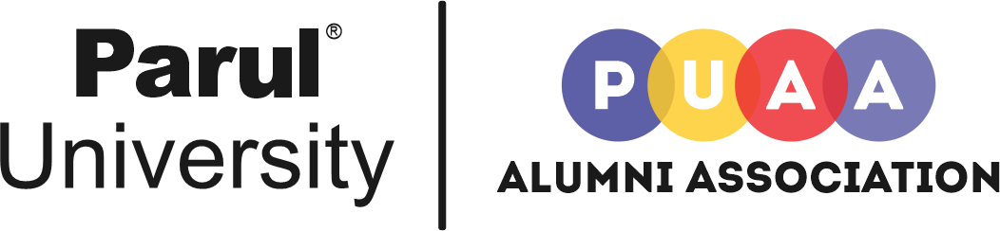 Parul®
University
PUAA
ALUMNI ASSOCIATION